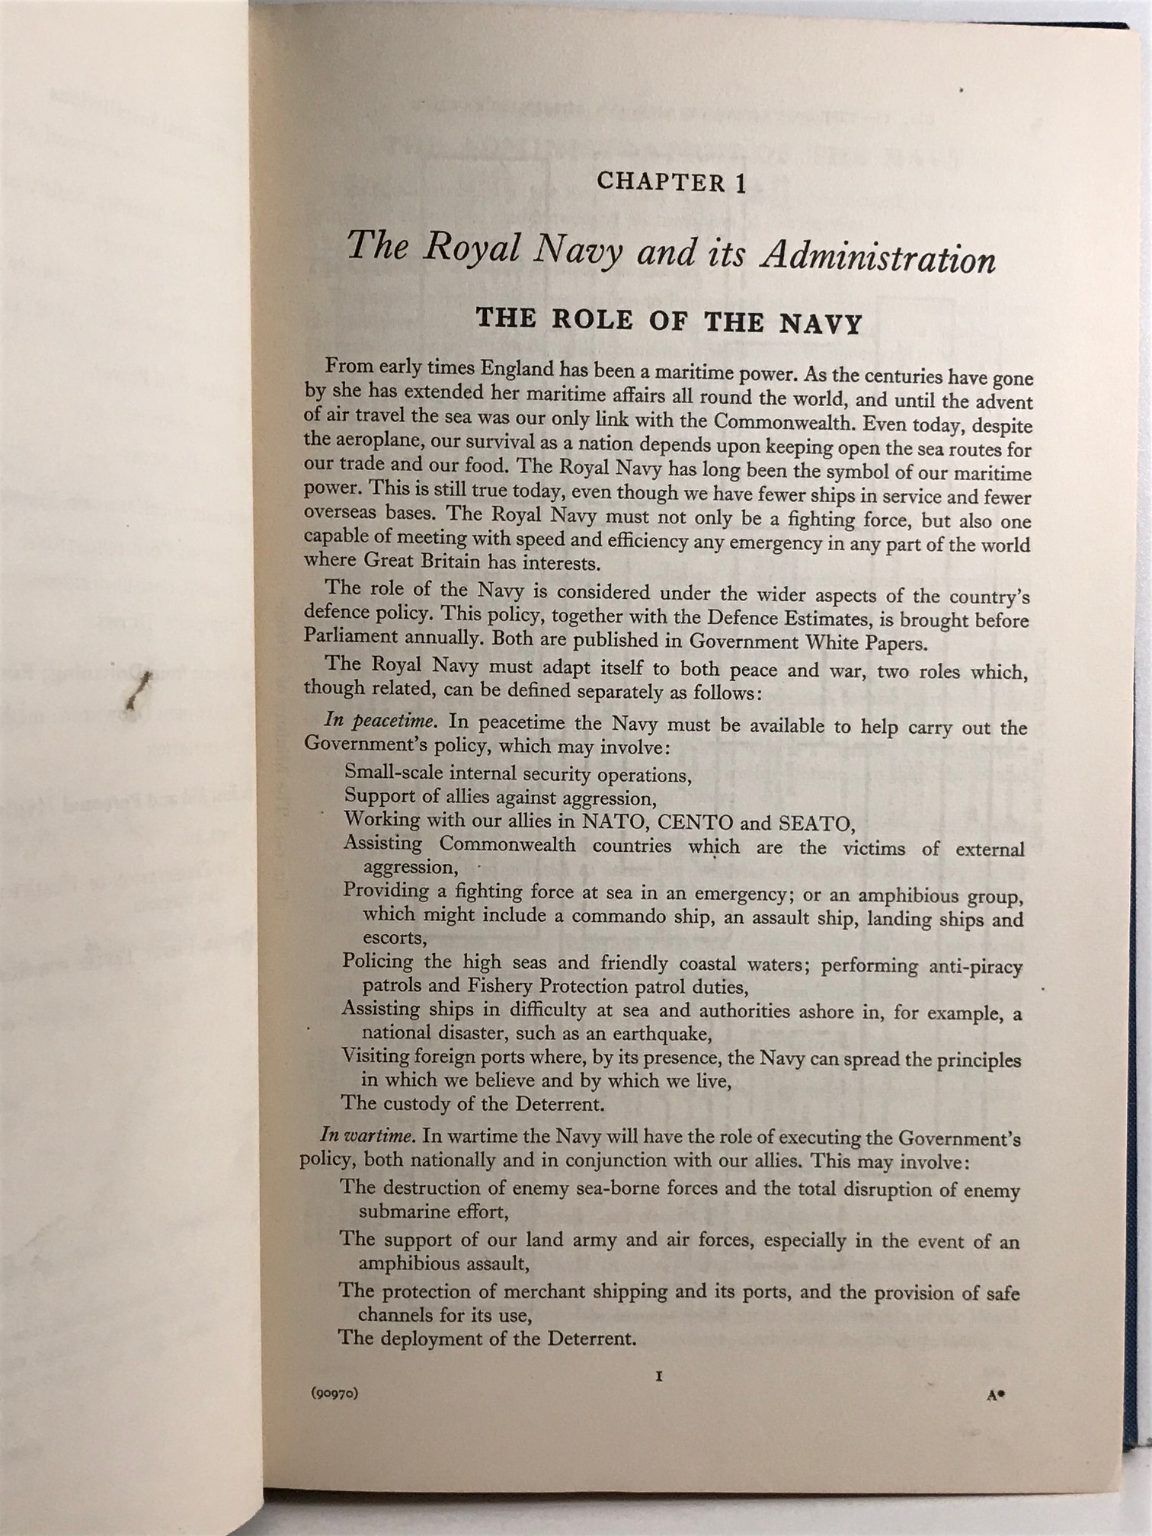 CHAPTER 1
The Royal Navy and its Administration
THE ROLE OF THE NAVY
From early times England has been a maritime power. As the centuries have gone
by she has extended her maritime affairs all round the world, and until the advent
of air travel the sea was our only link with the Commonwealth. Even today, despite
the aeroplane, our survival as a nation depends upon keeping open the sea routes for
our trade and our food. The Royal Navy has long been the symbol of our maritime
power. This is still true today, even though we have fewer ships in service and fewer
overseas bases. The Royal Navy must not only be a fighting force, but also one
capable of meeting with speed and efficiency any emergency in any part of the world
where Great Britain has interests.
The role of the Navy is considered under the wider aspects of the country's
defence policy. This policy, together with the Defence Estimates, is brought before
Parliament annually. Both are published in Government White Papers.
The Royal Navy must adapt itself to both peace and war, two roles which,
though related, can be defined separately as follows:
In peacetime. In peacetime the Navy must be available to help carry out the
Government's policy, which may involve:
Small-scale internal security operations,
Support of allies against aggression,
Working with our allies in NATO, CENTO and SEATO,
Assisting Commonwealth countries which are the victims of external
aggression,
Providing a fighting force at sea in an emergency; or an amphibious group,
which might include a commando ship, an assault ship, landing ships and
escorts,
Policing the high seas and friendly coastal waters; performing anti-piracy
patrols and Fishery Protection patrol duties,
Assisting ships in difficulty at sea and authorities ashore in, for example, a
national disaster, such as an earthquake,
Visiting foreign ports where, by its presence, the Navy can spread the principles
in which we believe and by which we live,
The custody of the Deterrent.
In wartime. In wartime the Navy will have the role of executing the Government's
policy, both nationally and in conjunction with our allies. This may involve:
The destruction of enemy sea-borne forces and the total disruption of enemy
submarine effort,
The support of our land army and air forces, especially in the event of an
amphibious assault,
The protection of merchant shipping and its ports, and the provision of safe
channels for its use,
The deployment of the Deterrent.
1
(90970) A*